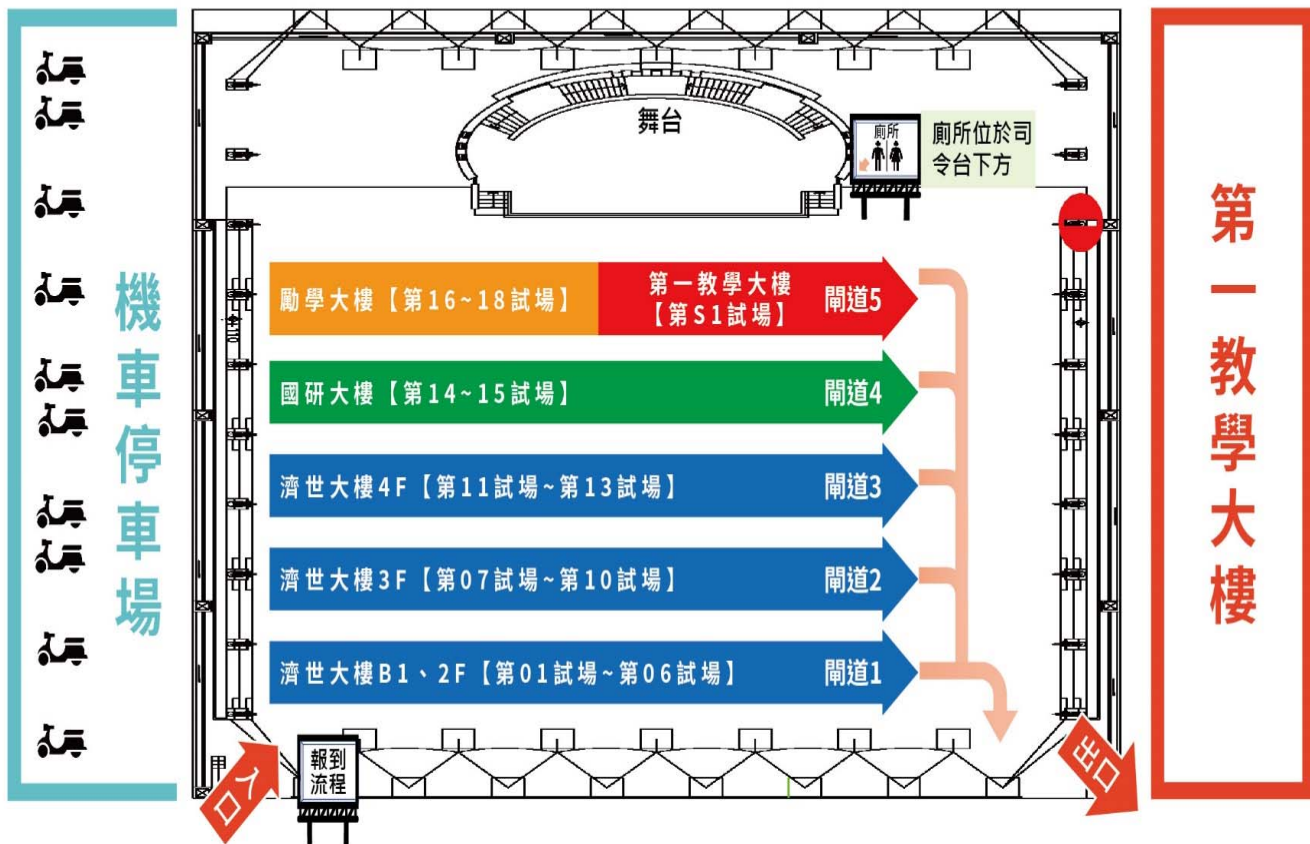 機車停車場
舞台
廁所
廁所位於司
令台下方
勵學大樓【第16~18試場】
第一教學大樓
【第S1試場】
閘道5
國研大樓【第14~15試場】
閘道4
濟世大樓4F【第11試場~第13試場】
閘道3
濟世大樓3F【第07試場~第10試場】
閘道2
濟世大樓B1、2F【第01試場~第06試場】
閘道1
報到
流程
入口
出口
第一教學大樓